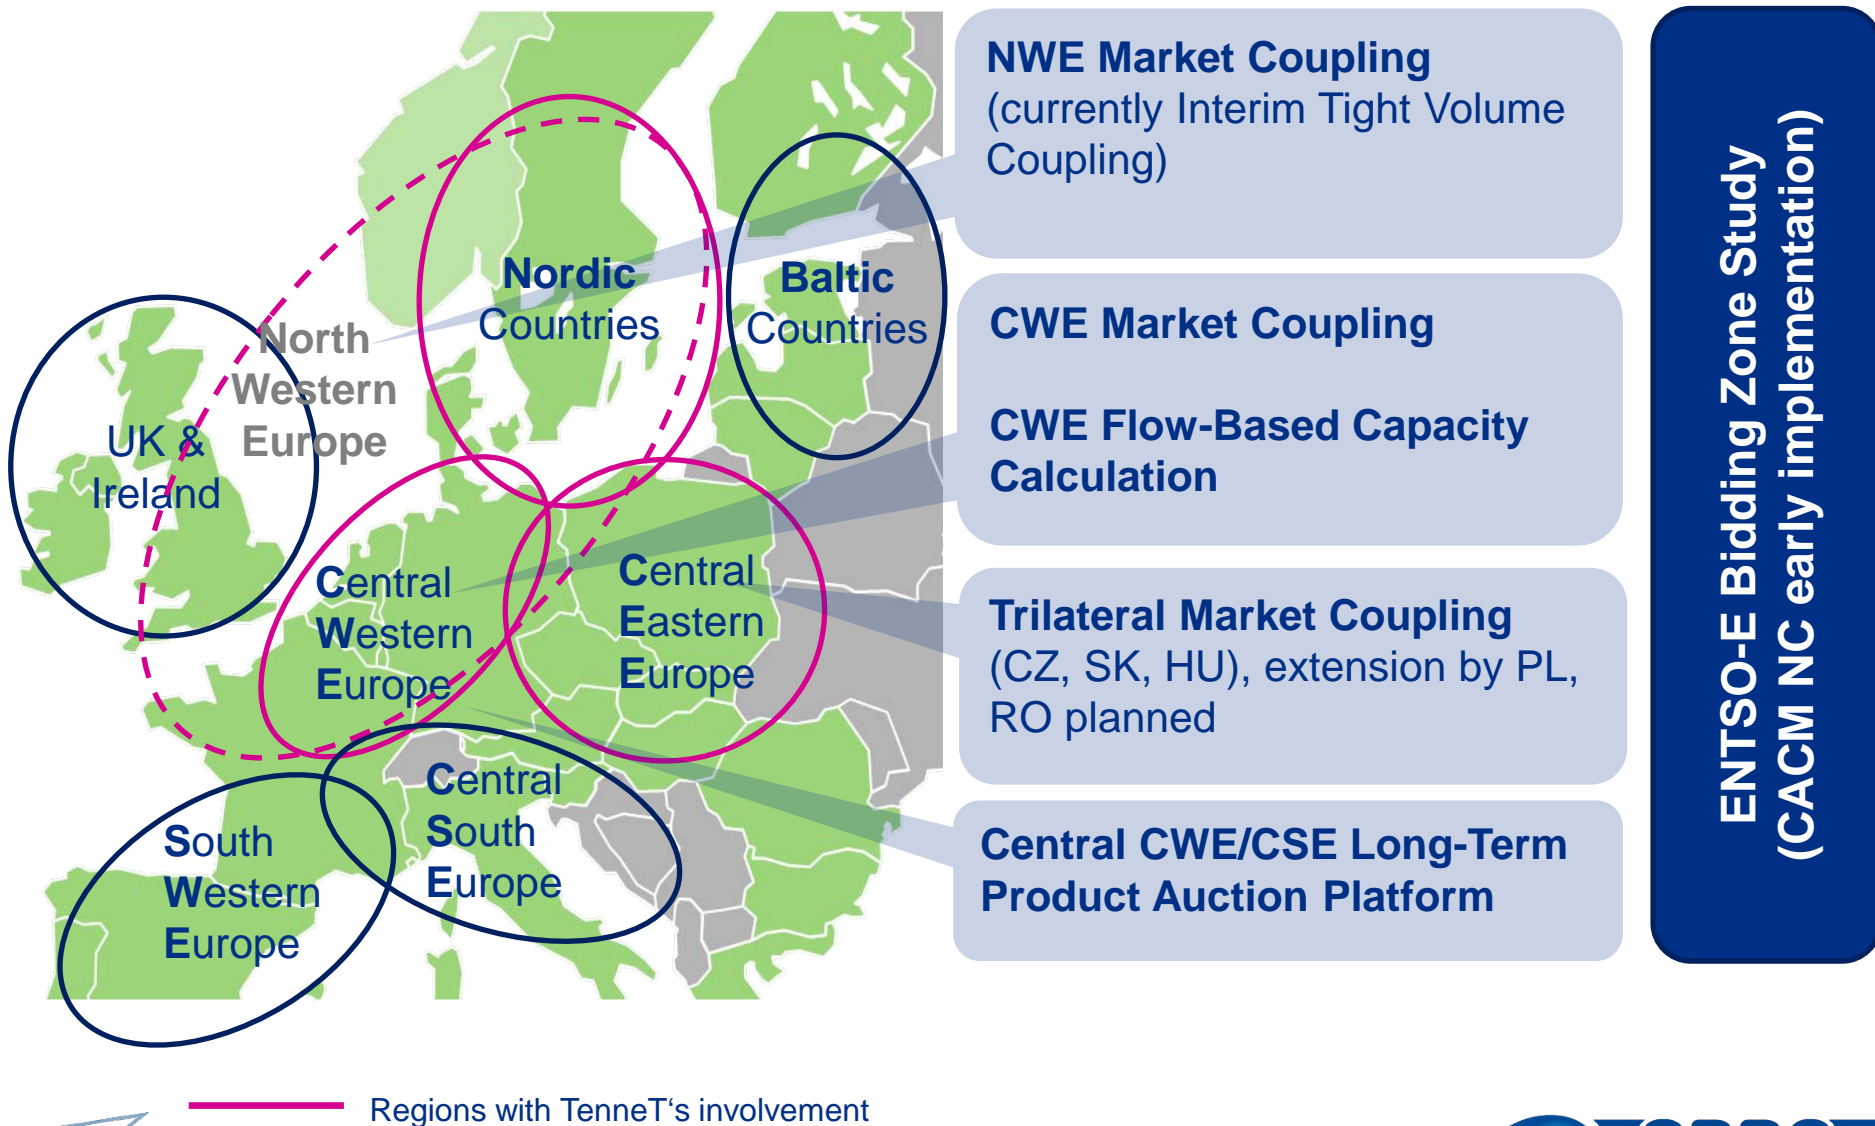 NWE Market Coupling
(currently Interim Tight Volume
Coupling)
Nordic
Countries
Baltic
Countries
North
Western
Europe
UK &
Ireland
CWE Market Coupling
CWE Flow-Based Capacity
Calculation
Central
Western
Europe
Central
Eastern
Europe
Trilateral Market Coupling
(CZ, SK, HU), extension by PL,
RO planned
Central
South
Europe
South
Western
Europe
Central CWE/CSE Long-Term
Product Auction Platform
ENTSO-E Bidding Zone Study
(CACM NC early implementation)
Regions with TenneT‘s involvement